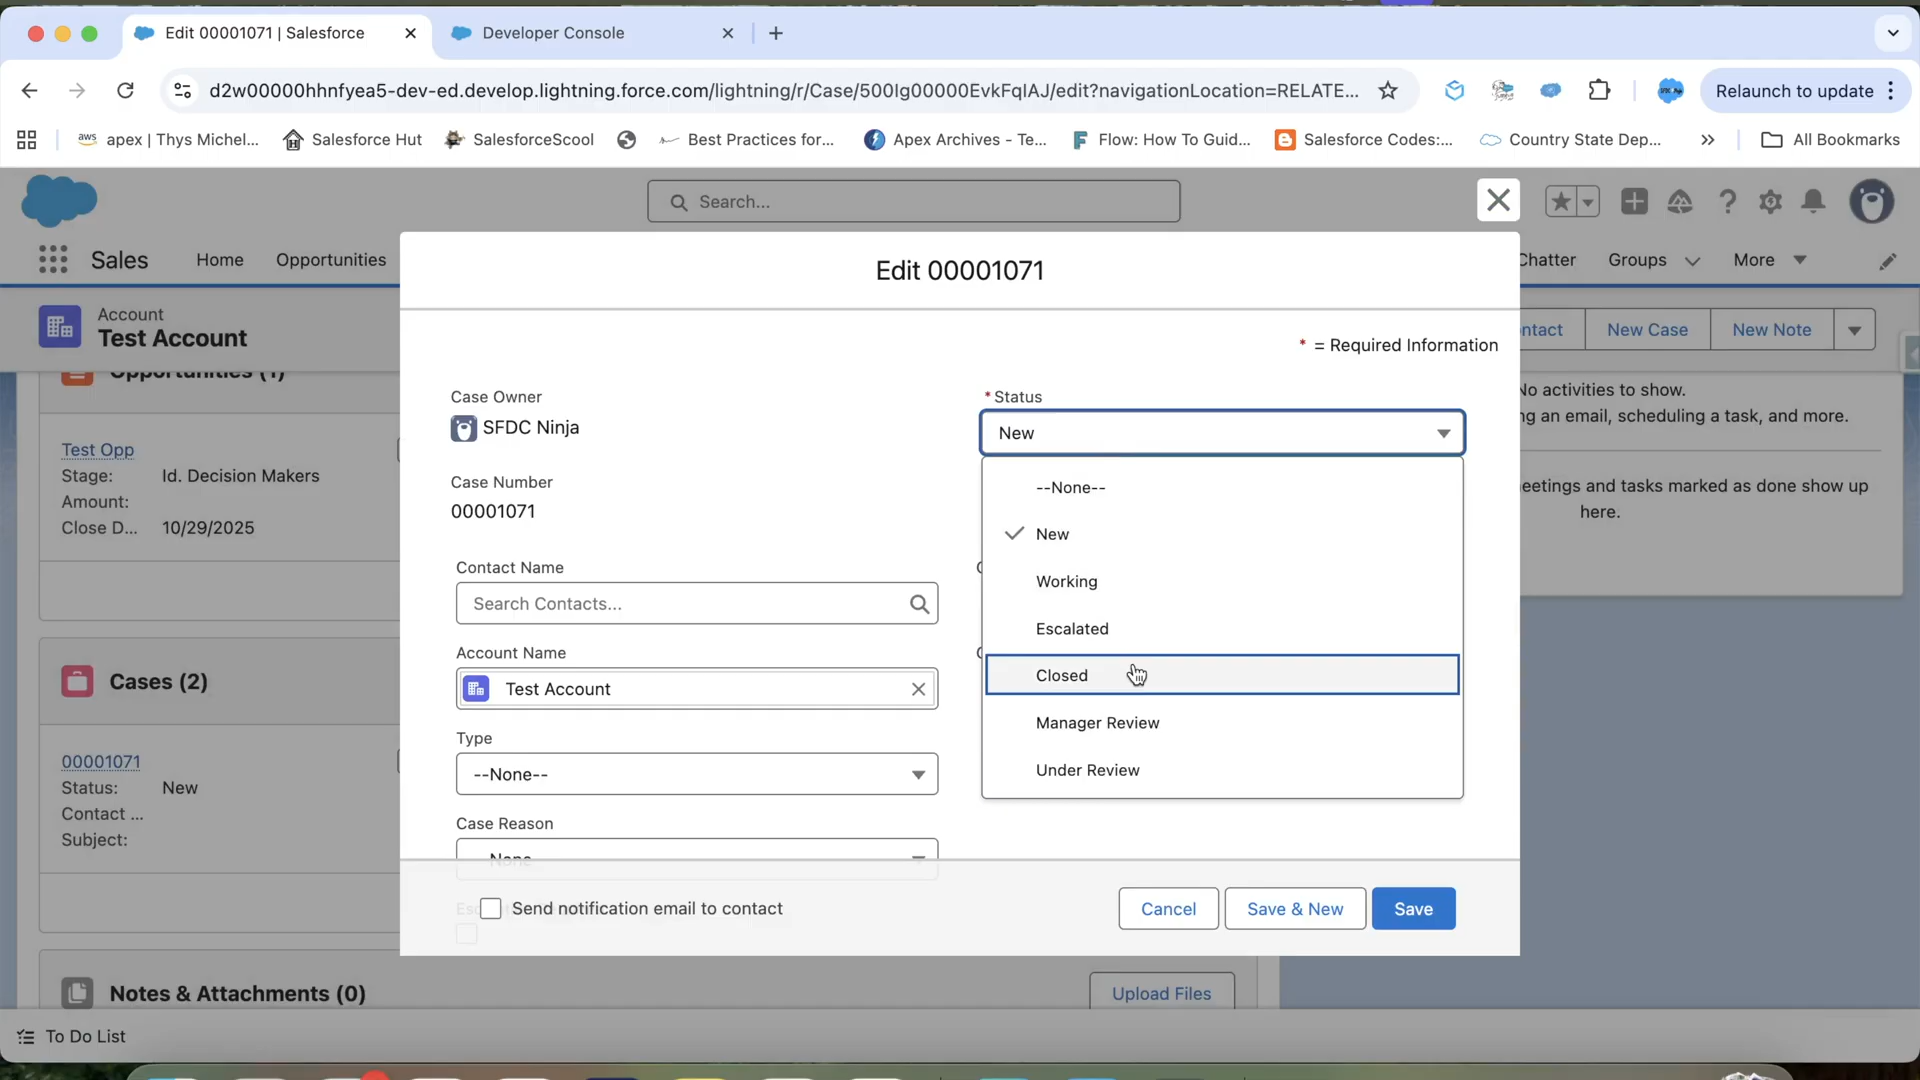 Edit 00001071 | Salesforce
Developer Console
d2w00000hhnfyea5-dev-ed.develop.lightning.force.com/lightning/r/Case/500Ig00000EvkFqIAJ/edit?navigationLocation=RELATE...
Relaunch to update
aws apex | Thys Michel...
Salesforce Hut
SalesforceScool
Best Practices for...
Apex Archives - Te...
Flow: How To Guid...
Salesforce Codes:...
Country State Dep...
All Bookmarks
Search...
Sales
Home
Opportunities
Chatter
Groups
More
Edit 00001071
Account
Test Account
ntact
New Case
New Note
* = Required Information
Opportunities (1)
No activities to show.
ng an email, scheduling a task, and more.
Case Owner
SFDC Ninja
*Status
New
Test Opp
Stage: Id. Decision Makers
Amount:
Close D... 10/29/2025
Case Number
00001071
--None--
New
Working
Escalated
Closed
Manager Review
Under Review
eetings and tasks marked as done show up
here.
Contact Name
Search Contacts...
Account Name
Test Account
Type
--None--
Case Reason
--None--
Cases (2)
00001071
Status: New
Contact ...
Subject:
Send notification email to contact
Cancel
Save & New
Save
Notes & Attachments (0)
Upload Files
To Do List